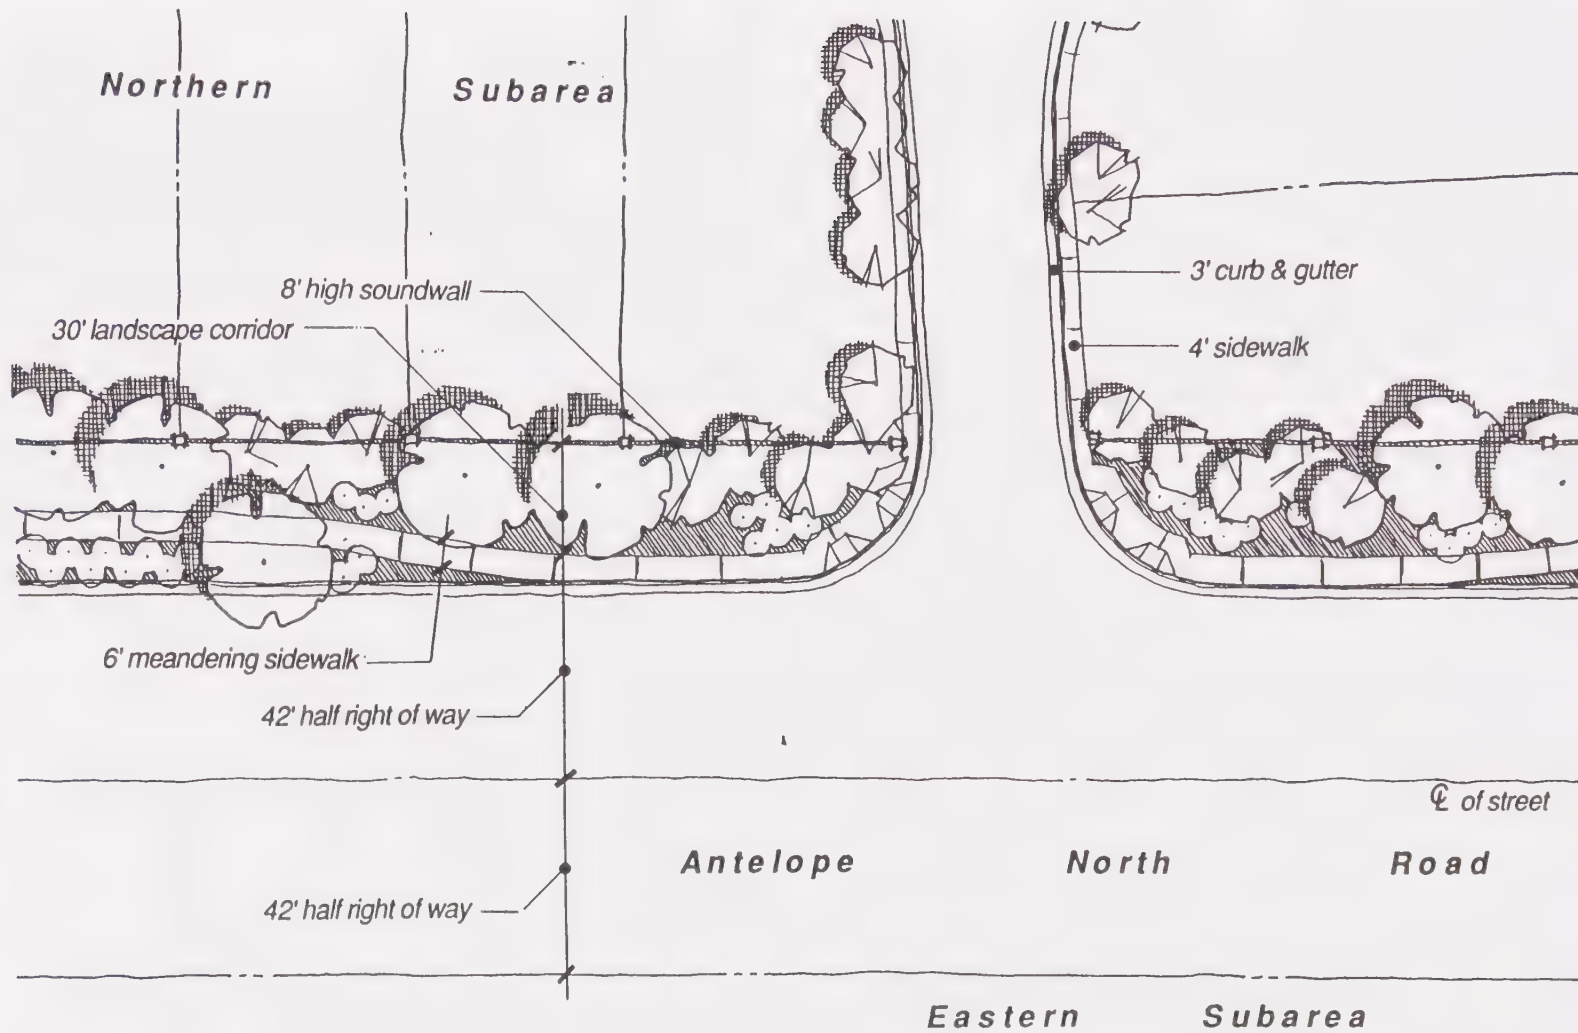 Northern Subarea
8' high soundwall
30' landscape corridor
3' curb & gutter
4' sidewalk
6' meandering sidewalk
42' half right of way
℄ of street
Antelope North Road
42' half right of way
Eastern Subarea